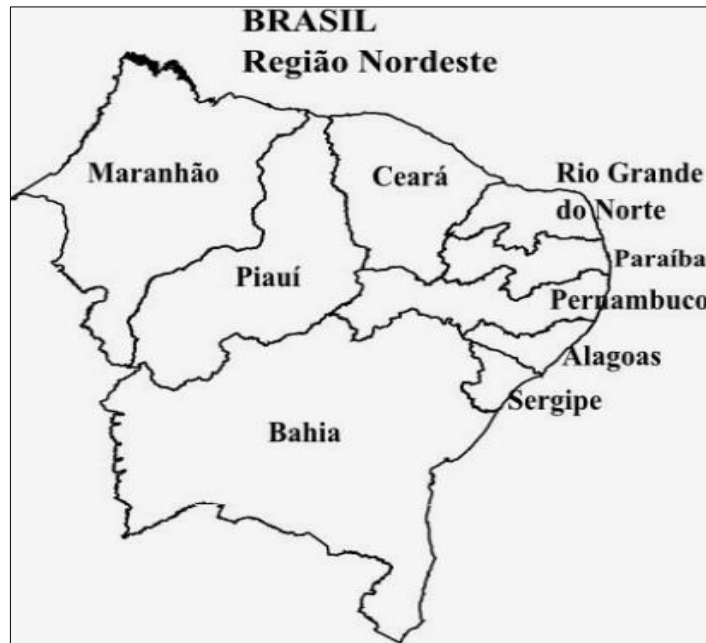 BRASIL
Região Nordeste
Maranhão
Ceará
Rio Grande
do Norte
Paraíba
Piauí
Pernambuco
Alagoas
Sergipe
Bahia